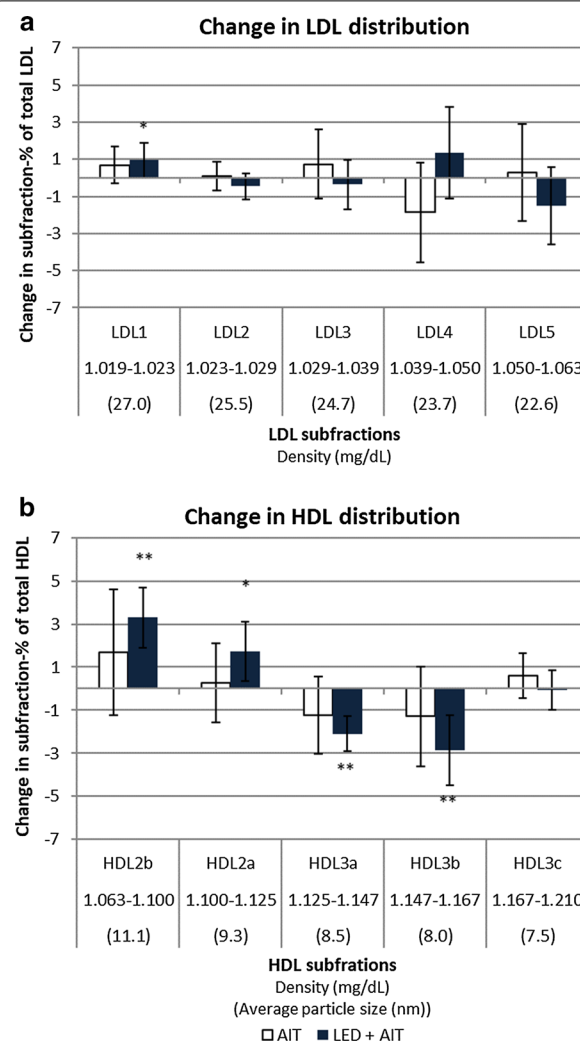 a
Change in LDL distribution
Change in subfraction-% of total LDL
7
5
3
1
-1
-3
-5
-7
*
LDL1 LDL2 LDL3 LDL4 LDL5
1.019-1.023 1.023-1.029 1.029-1.039 1.039-1.050 1.050-1.063
(27.0) (25.5) (24.7) (23.7) (22.6)
LDL subfractions
Density (mg/dL)
b
Change in HDL distribution
Change in subfraction-% of total HDL
7
5
3
1
-1
-3
-5
-7
**
*
**
**
HDL2b HDL2a HDL3a HDL3b HDL3c
1.063-1.100 1.100-1.125 1.125-1.147 1.147-1.167 1.167-1.210
(11.1) (9.3) (8.5) (8.0) (7.5)
HDL subfrations
Density (mg/dL)
(Average particle size (nm))
AIT LED + AIT